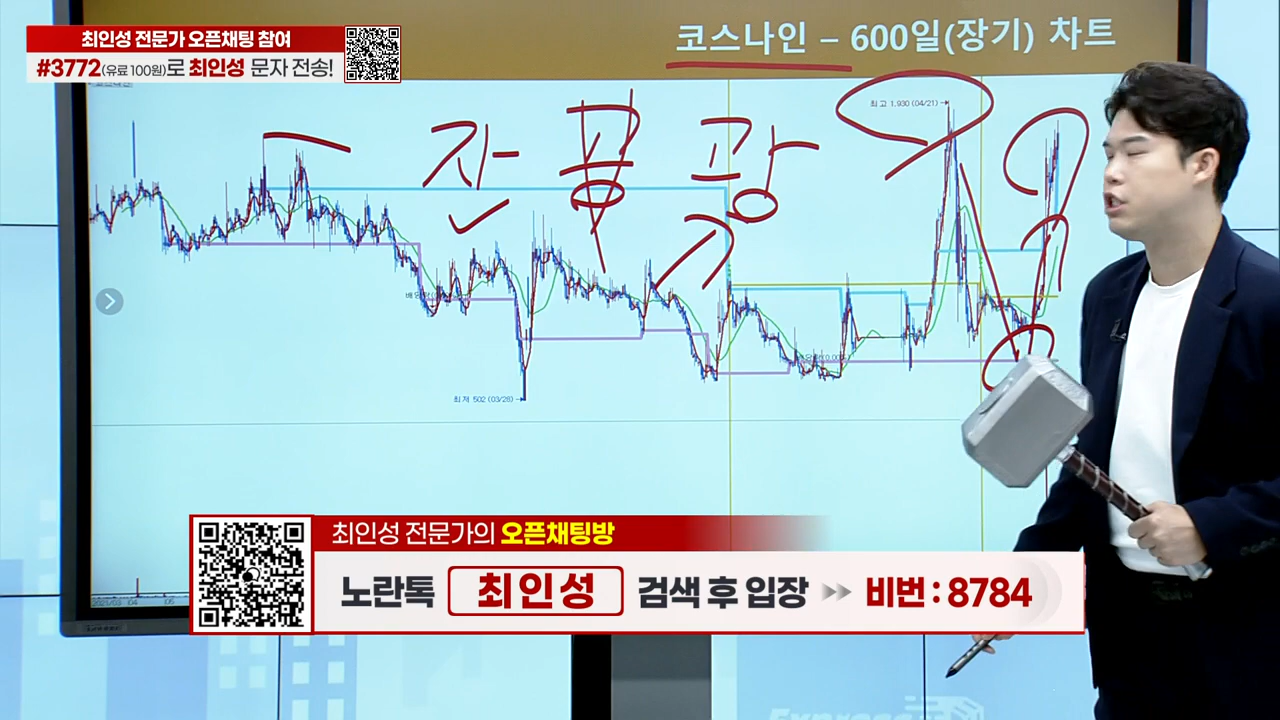 최인성 전문가 오픈채팅 참여
#3772(유료 100원)로 최인성 문자 전송!
코스나인 – 600일(장기) 차트
최고 1,930 (04/21)
최저 502 (03/28)
2021/03
04
05
최인성 전문가의 오픈채팅방
노란톡 최인성 검색 후 입장 비번 : 8784